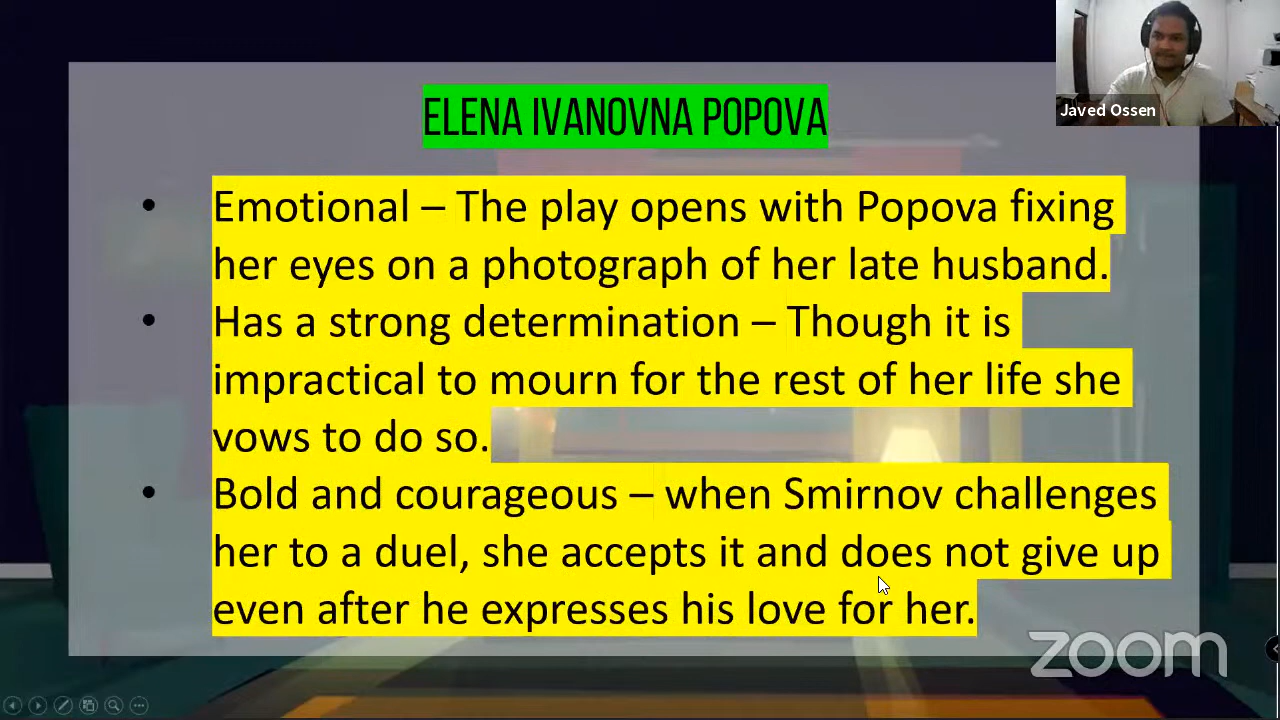 Javed Ossen
ELENA IVANOVNA POPOVA
• Emotional – The play opens with Popova fixing
her eyes on a photograph of her late husband.
• Has a strong determination – Though it is
impractical to mourn for the rest of her life she
vows to do so.
• Bold and courageous – when Smirnov challenges
her to a duel, she accepts it and does not give up
even after he expresses his love for her.
zoom